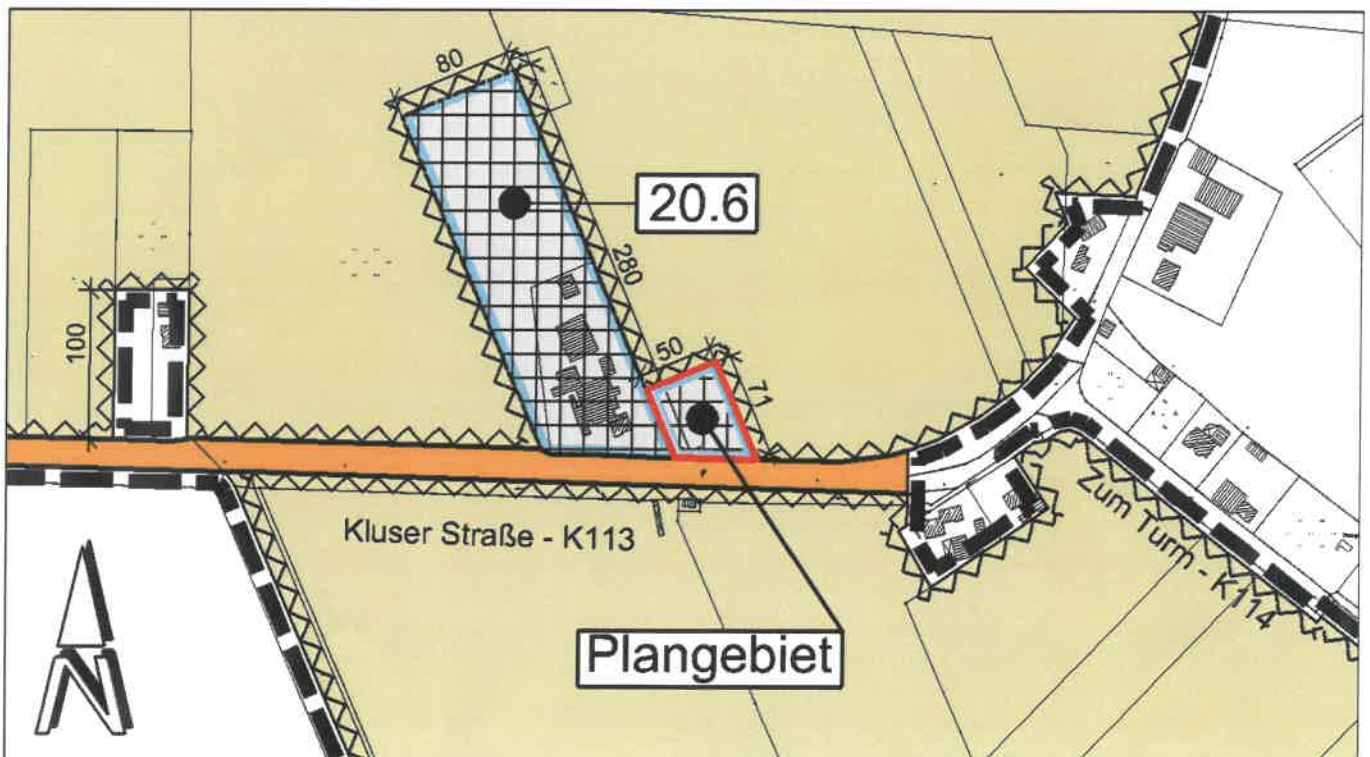 80
20.6
280
100
50
71
Kluser Straße - K113
Zum Turm - K114
Plangebiet
N